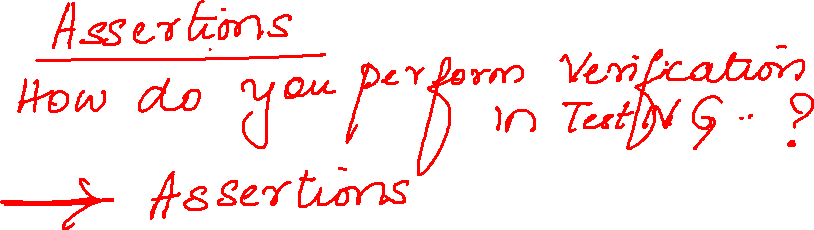 Assertions
How do you perform Verification
in TestNG..?
→ Assertions